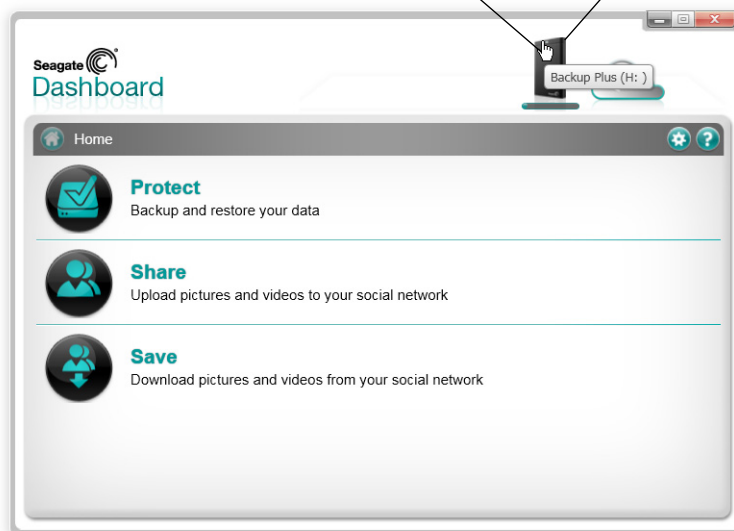 Seagate
Dashboard
Backup Plus (H: )
Home
?
Protect
Backup and restore your data
Share
Upload pictures and videos to your social network
Save
Download pictures and videos from your social network